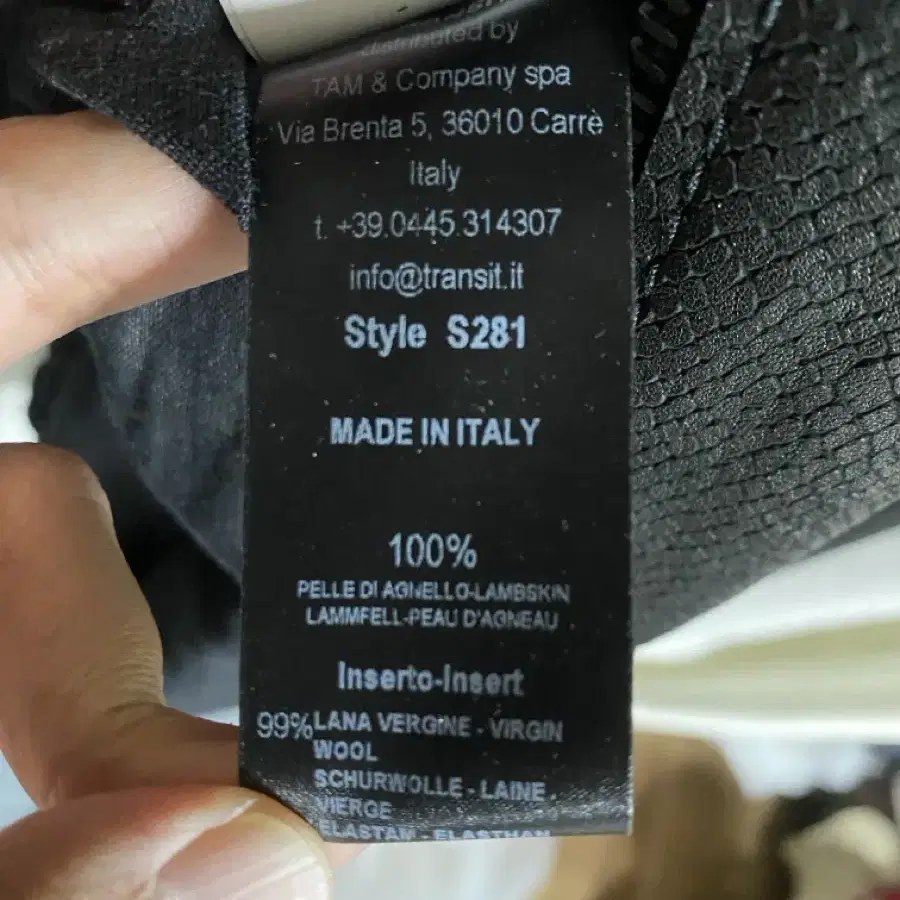 distributed by
TAM & Company spa
Via Brenta 5, 36010 Carrè
Italy
t. +39.0445.314307
info@transit.it
Style S281
MADE IN ITALY
100%
PELLE DI AGNELLO-LAMBSKIN
LAMMFELL-PEAU D'AGNEAU
Inserto-Insert
99% LANA VERGINE - VIRGIN
WOOL
SCHURWOLLE - LAINE
VIERGE
ELASTAM - ELASTHAN